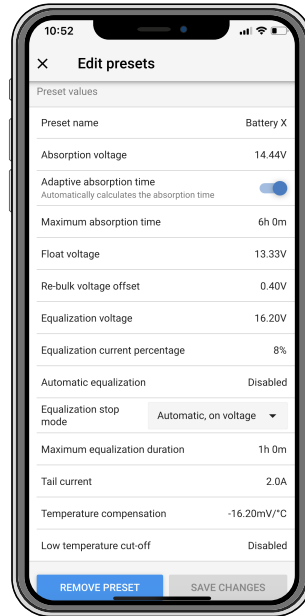 10:52
Edit presets
Preset values
Preset name Battery X
Absorption voltage 14.44V
Adaptive absorption time
Automatically calculates the absorption time
Maximum absorption time 6h 0m
Float voltage 13.33V
Re-bulk voltage offset 0.40V
Equalization voltage 16.20V
Equalization current percentage 8%
Automatic equalization Disabled
Equalization stop
mode Automatic, on voltage
Maximum equalization duration 1h 0m
Tail current 2.0A
Temperature compensation -16.20mV/°C
Low temperature cut-off Disabled
REMOVE PRESET SAVE CHANGES